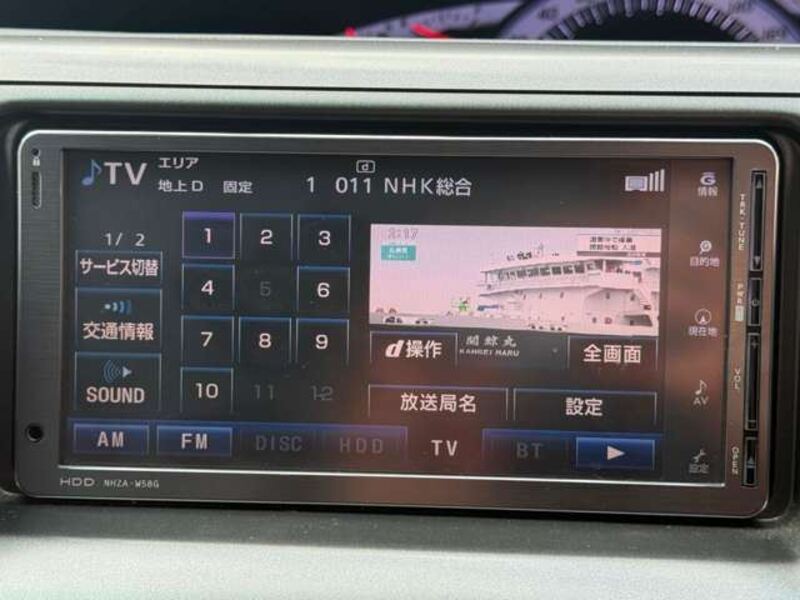 TV エリア
地上D 固定 1 011 NHK総合
G 情報
1/ 2
サービス切替
1 2 3
2:17
目的地
交通情報
4 5 6
現在地
SOUND
7 8 9
d操作
関鯨丸
KANGEI MARU
全画面
10 11 12
放送局名
設定
AV
AM FM DISC HDD TV BT
設定
HDD NHZA-W58G
TRK·TUNE
PWR
VOL
OPEN
40